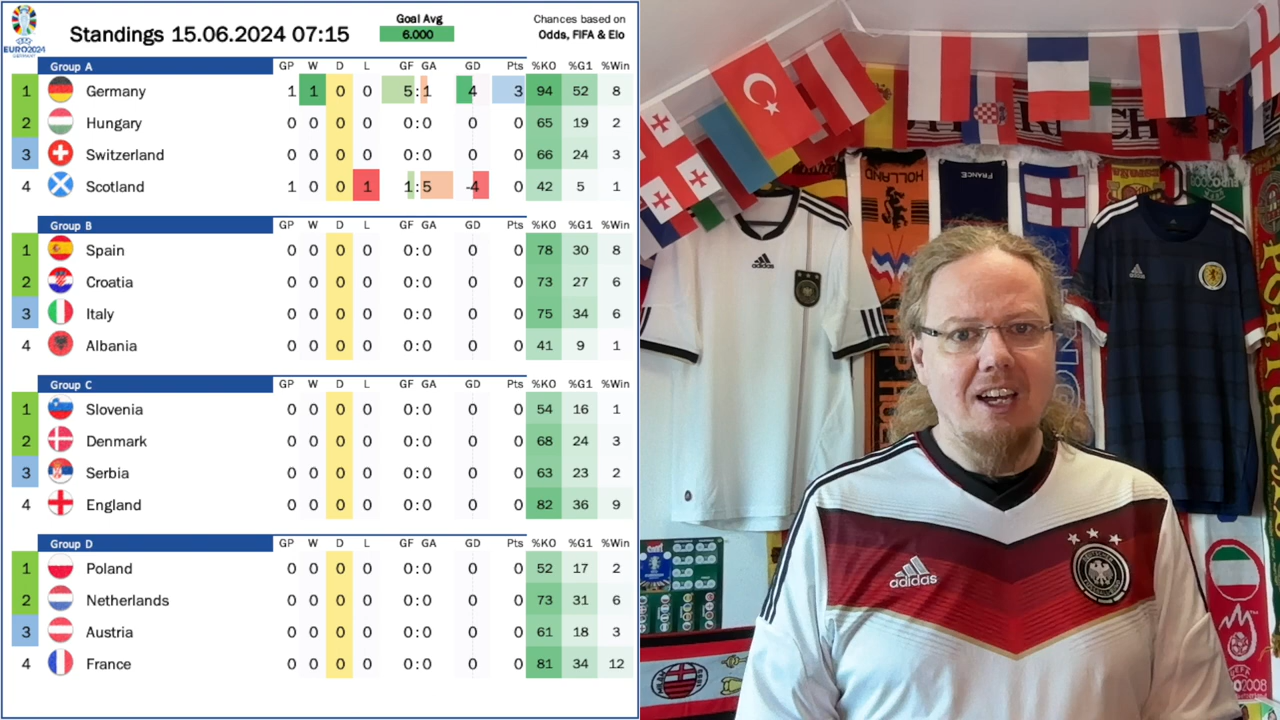 EURO2024
GERMANY
Standings 15.06.2024 07:15
Goal Avg
6.000
Chances based on
Odds, FIFA & Elo
Group A GP W D L GF GA GD Pts %KO %G1 %Win
1 Germany 1 1 0 0 5:1 4 3 94 52 8
2 Hungary 0 0 0 0 0:0 0 0 65 19 2
3 Switzerland 0 0 0 0 0:0 0 0 66 24 3
4 Scotland 1 0 0 1 1:5 -4 0 42 5 1
Group B GP W D L GF GA GD Pts %KO %G1 %Win
1 Spain 0 0 0 0 0:0 0 0 78 30 8
2 Croatia 0 0 0 0 0:0 0 0 73 27 6
3 Italy 0 0 0 0 0:0 0 0 75 34 6
4 Albania 0 0 0 0 0:0 0 0 41 9 1
Group C GP W D L GF GA GD Pts %KO %G1 %Win
1 Slovenia 0 0 0 0 0:0 0 0 54 16 1
2 Denmark 0 0 0 0 0:0 0 0 68 24 3
3 Serbia 0 0 0 0 0:0 0 0 63 23 2
4 England 0 0 0 0 0:0 0 0 82 36 9
Group D GP W D L GF GA GD Pts %KO %G1 %Win
1 Poland 0 0 0 0 0:0 0 0 52 17 2
2 Netherlands 0 0 0 0 0:0 0 0 73 31 6
3 Austria 0 0 0 0 0:0 0 0 61 18 3
4 France 0 0 0 0 0:0 0 0 81 34 12
HOLLAND
FRANCE
adidas
adidas
adidas
UEFA
EURO2008